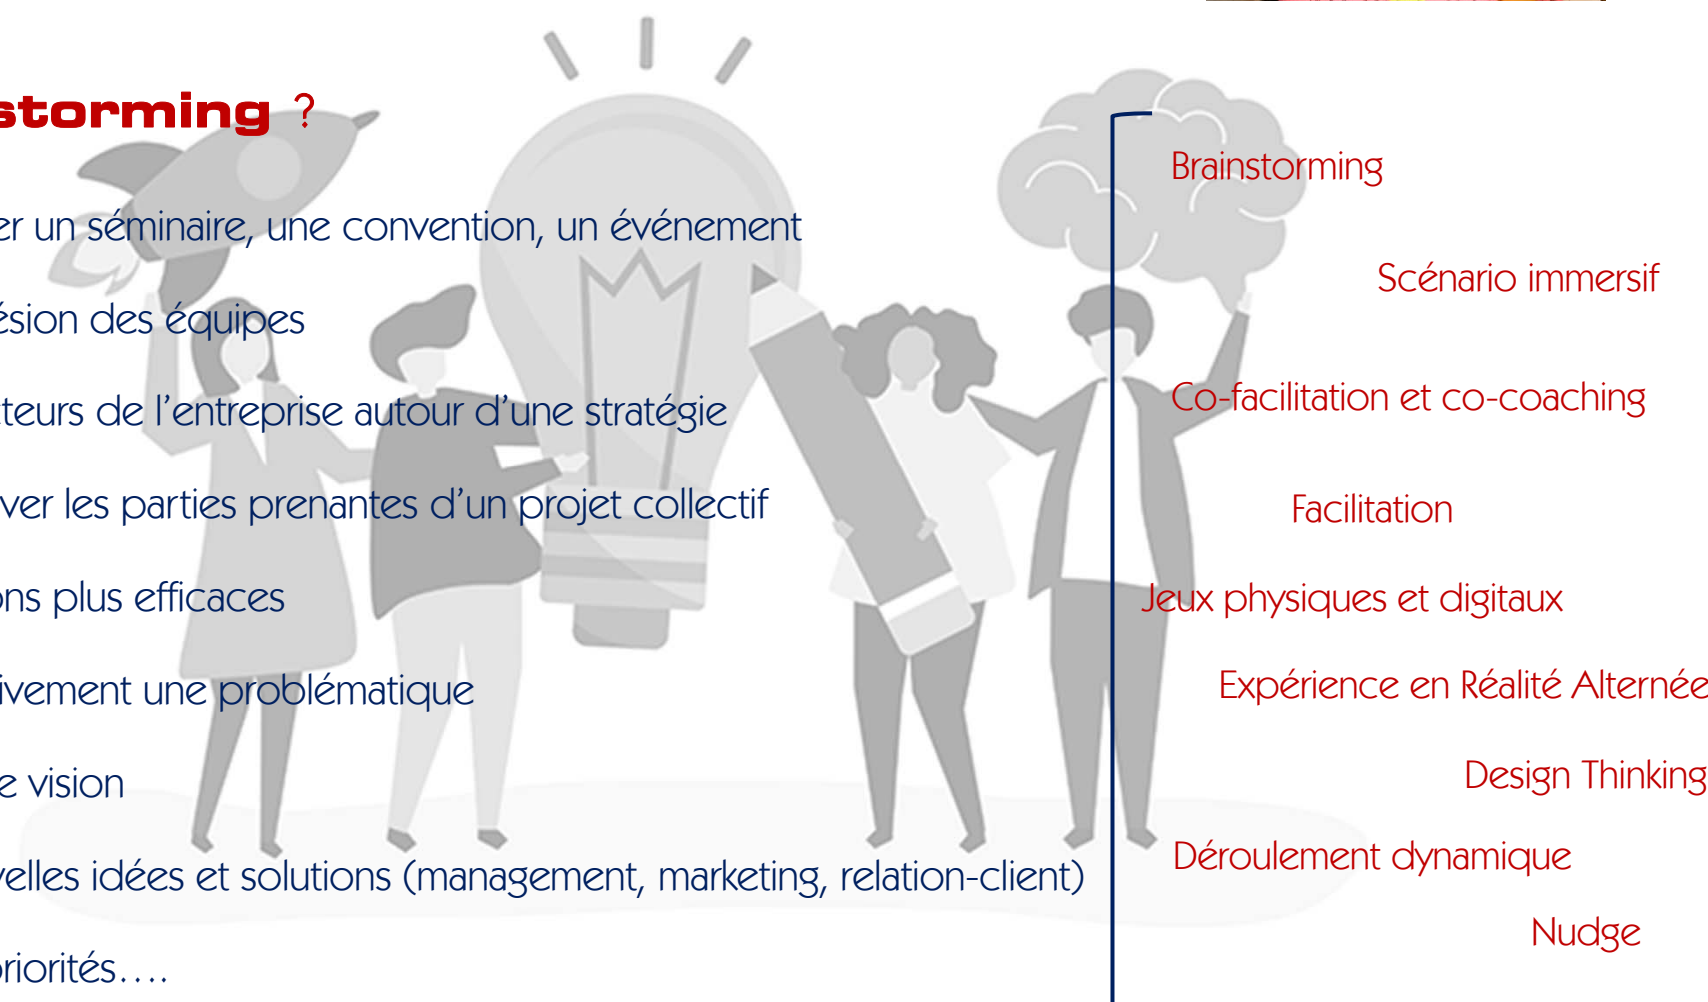 storming ?
er un séminaire, une convention, un événement
ésion des équipes
cteurs de l’entreprise autour d’une stratégie
ver les parties prenantes d’un projet collectif
ons plus efficaces
ivement une problématique
e vision
velles idées et solutions (management, marketing, relation-client)
priorités….
Brainstorming
Scénario immersif
Co-facilitation et co-coaching
Facilitation
Jeux physiques et digitaux
Expérience en Réalité Alternée
Design Thinking
Déroulement dynamique
Nudge